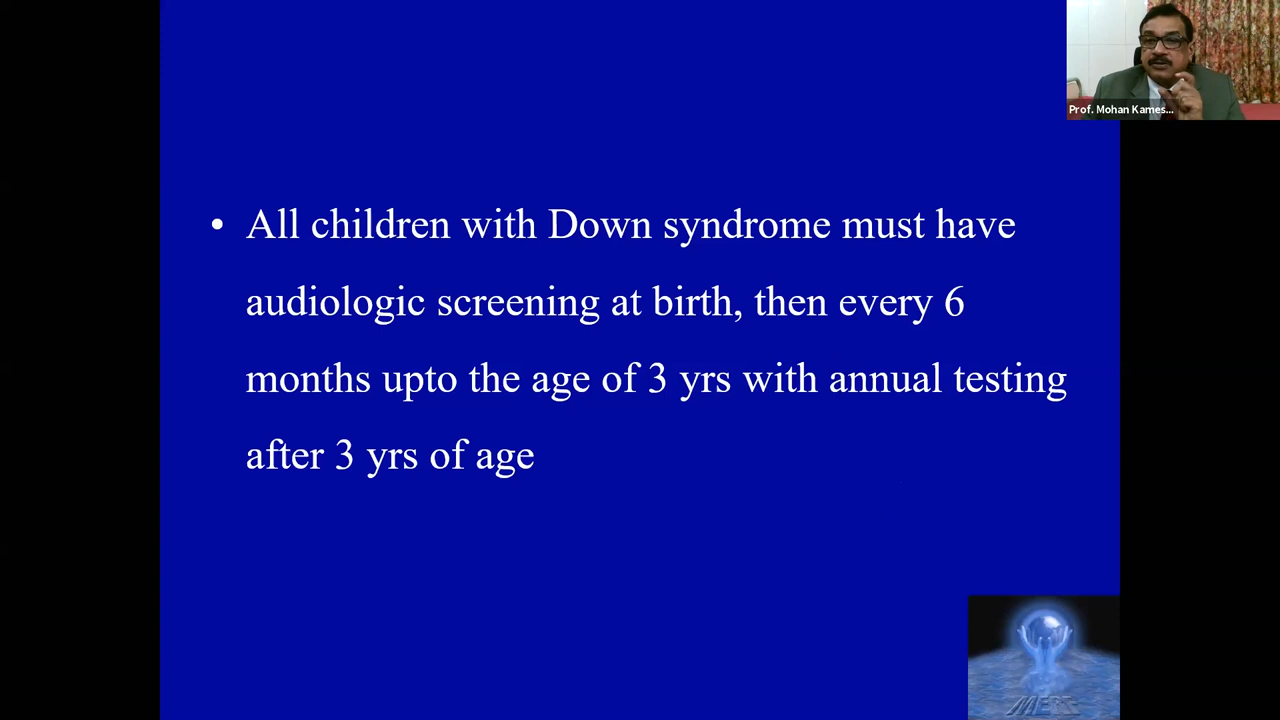 Prof. Mohan Kames...
• All children with Down syndrome must have
audiologic screening at birth, then every 6
months upto the age of 3 yrs with annual testing
after 3 yrs of age
MERF